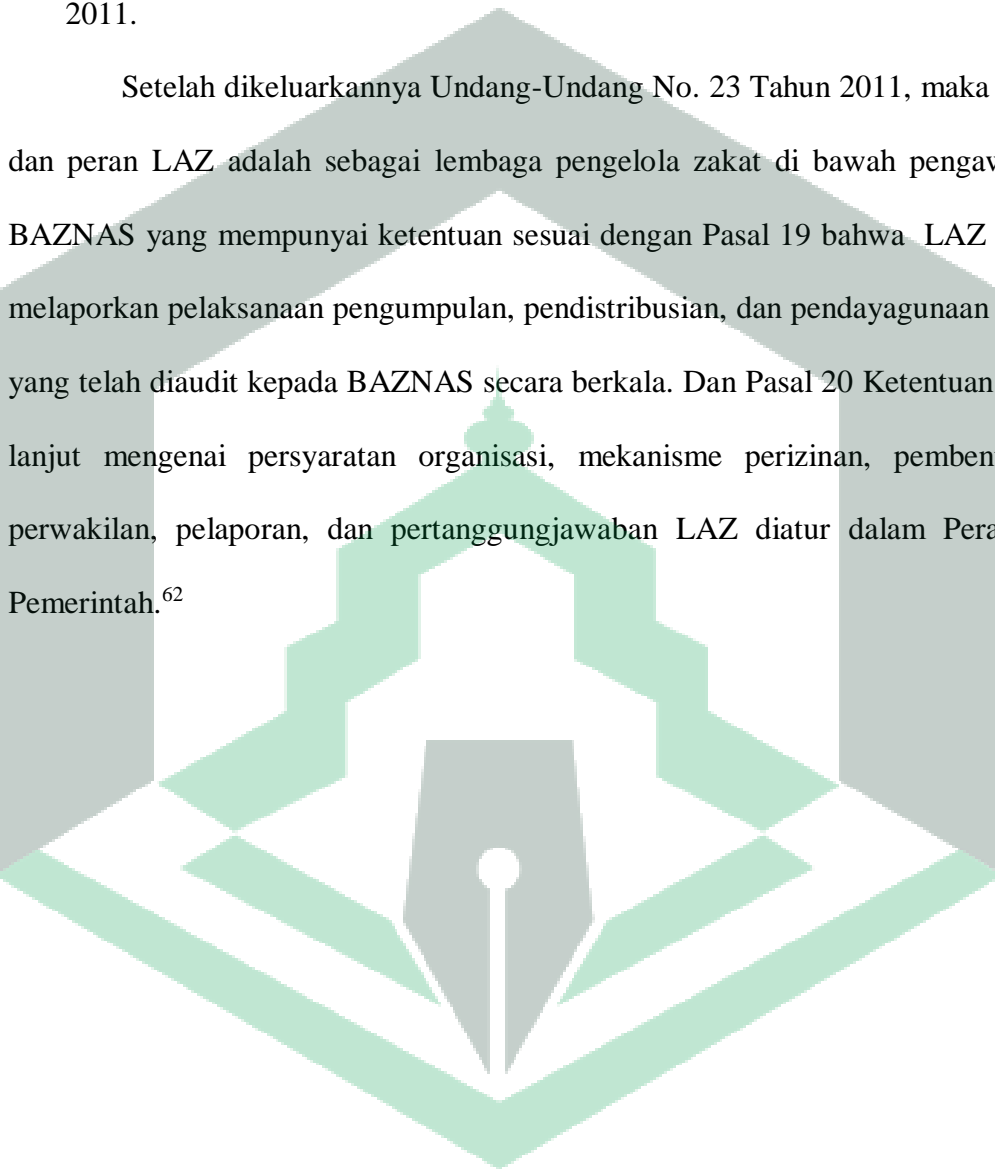 2011.
Setelah dikeluarkannya Undang-Undang No. 23 Tahun 2011, maka
dan peran LAZ adalah sebagai lembaga pengelola zakat di bawah
BAZNAS yang mempunyai ketentuan sesuai dengan Pasal 19 bahwa LAZ
melaporkan pelaksanaan pengumpulan, pendistribusian, dan pendayagunaan
yang telah diaudit kepada BAZNAS secara berkala. Dan Pasal 20 Ketentuan
lanjut mengenai persyaratan organisasi, mekanisme perizinan,
perwakilan, pelaporan, dan pertanggungjawaban LAZ diatur dalam
Pemerintah.62